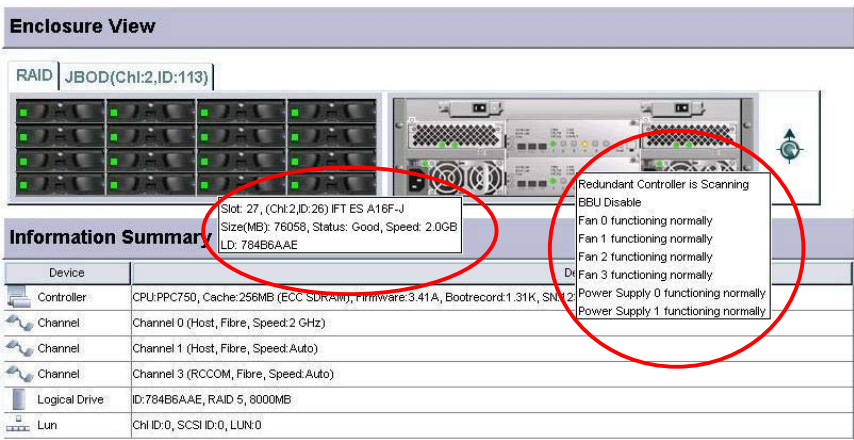 Enclosure View
RAID
JBOD(Chl:2,ID:113)
Slot: 27, (Chl:2,ID:26) IFT ES A16F-J
Size(MB): 76058, Status: Good, Speed: 2.0GB
LD: 784B6AAE
Redundant Controller is Scanning
BBU Disable
Fan 0 functioning normally
Fan 1 functioning normally
Fan 2 functioning normally
Fan 3 functioning normally
Power Supply 0 functioning normally
Power Supply 1 functioning normally
Information Summary
Device
Controller CPU:PPC750, Cache:256MB (ECC SDRAM), Firmware:3.41A, Bootrecord:1.31K,
Channel Channel 0 (Host, Fibre, Speed:2 GHz)
Channel Channel 1 (Host, Fibre, Speed:Auto)
Channel Channel 3 (RCCOM, Fibre, Speed:Auto)
Logical Drive ID:784B6AAE, RAID 5, 8000MB
Lun Chl ID:0, SCSI ID:0, LUN:0